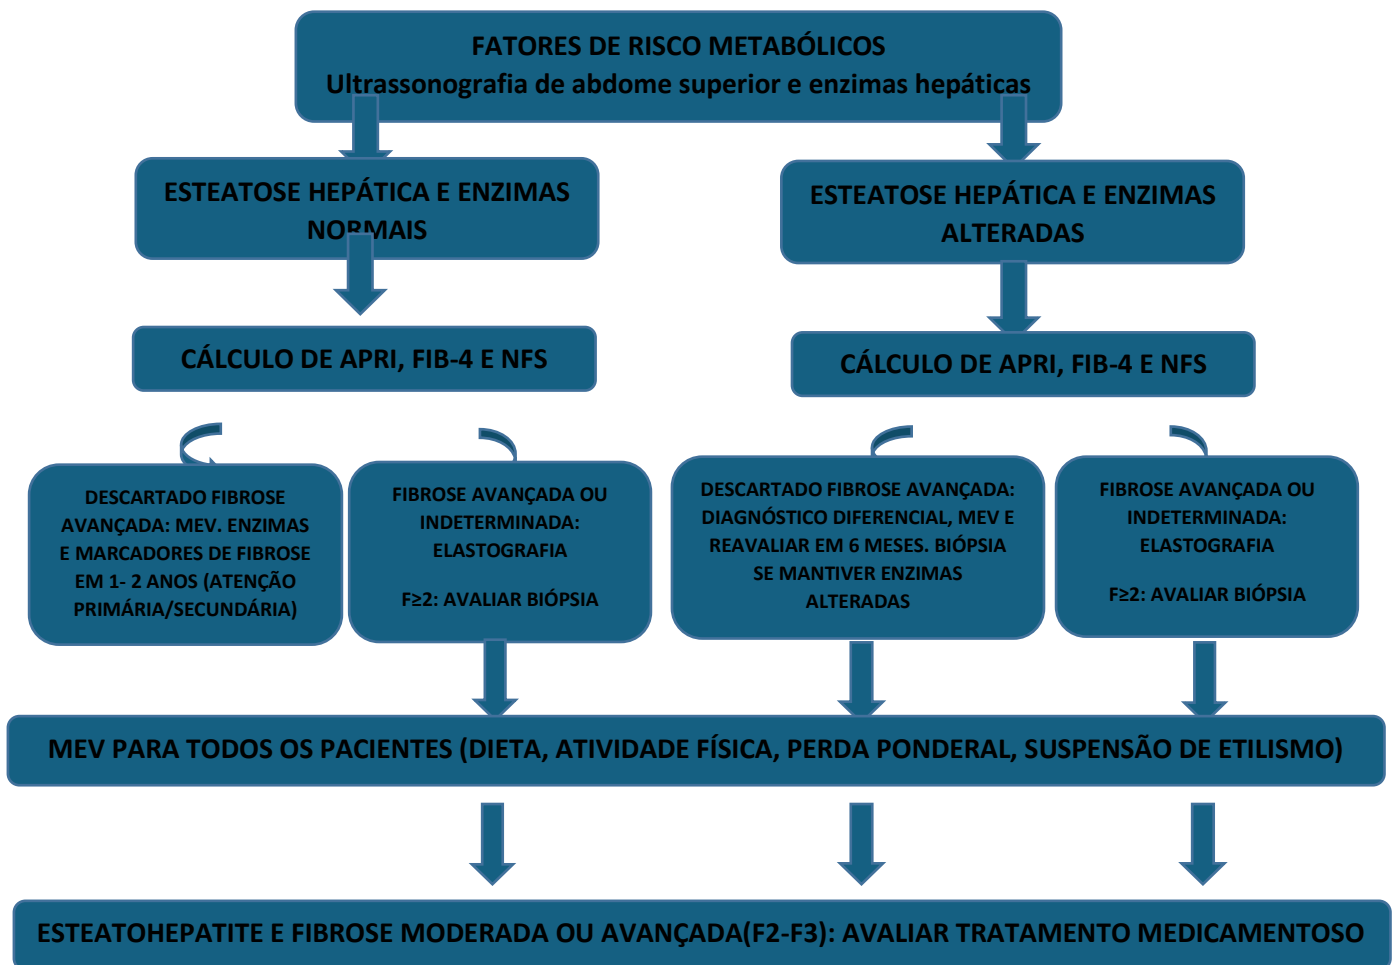 FATORES DE RISCO METABÓLICOS
Ultrassonografia de abdome superior e enzimas hepáticas
ESTEATOSE HEPÁTICA E ENZIMAS
NORMAIS
ESTEATOSE HEPÁTICA E ENZIMAS
ALTERADAS
CÁLCULO DE APRI, FIB-4 E NFS
CÁLCULO DE APRI, FIB-4 E NFS
DESCARTADO FIBROSE
AVANÇADA: MEV. ENZIMAS
E MARCADORES DE FIBROSE
EM 1- 2 ANOS (ATENÇÃO
PRIMÁRIA/SECUNDÁRIA)
FIBROSE AVANÇADA OU
INDETERMINADA:
ELASTOGRAFIA
F≥2: AVALIAR BIÓPSIA
DESCARTADO FIBROSE AVANÇADA:
DIAGNÓSTICO DIFERENCIAL, MEV E
REAVALIAR EM 6 MESES. BIÓPSIA
SE MANTIVER ENZIMAS
ALTERADAS
FIBROSE AVANÇADA OU
INDETERMINADA:
ELASTOGRAFIA
F≥2: AVALIAR BIÓPSIA
MEV PARA TODOS OS PACIENTES (DIETA, ATIVIDADE FÍSICA, PERDA PONDERAL, SUSPENSÃO DE ETILISMO)
ESTEATOHEPATITE E FIBROSE MODERADA OU AVANÇADA(F2-F3): AVALIAR TRATAMENTO MEDICAMENTOSO